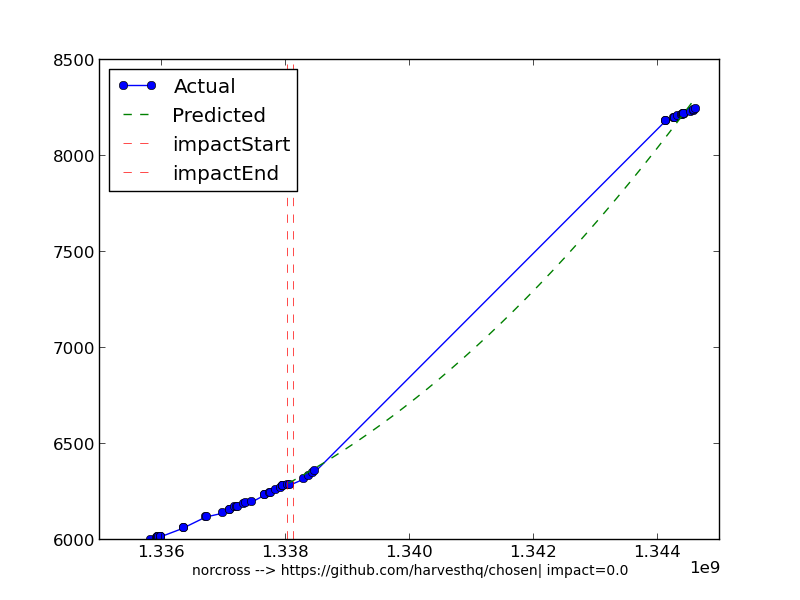 8500
8000
7500
7000
6500
6000
Actual
Predicted
impactStart
impactEnd
1.336 1.338 1.340 1.342 1.344
1e9
norcross --> https://github.com/harvesthq/chosen| impact=0.0